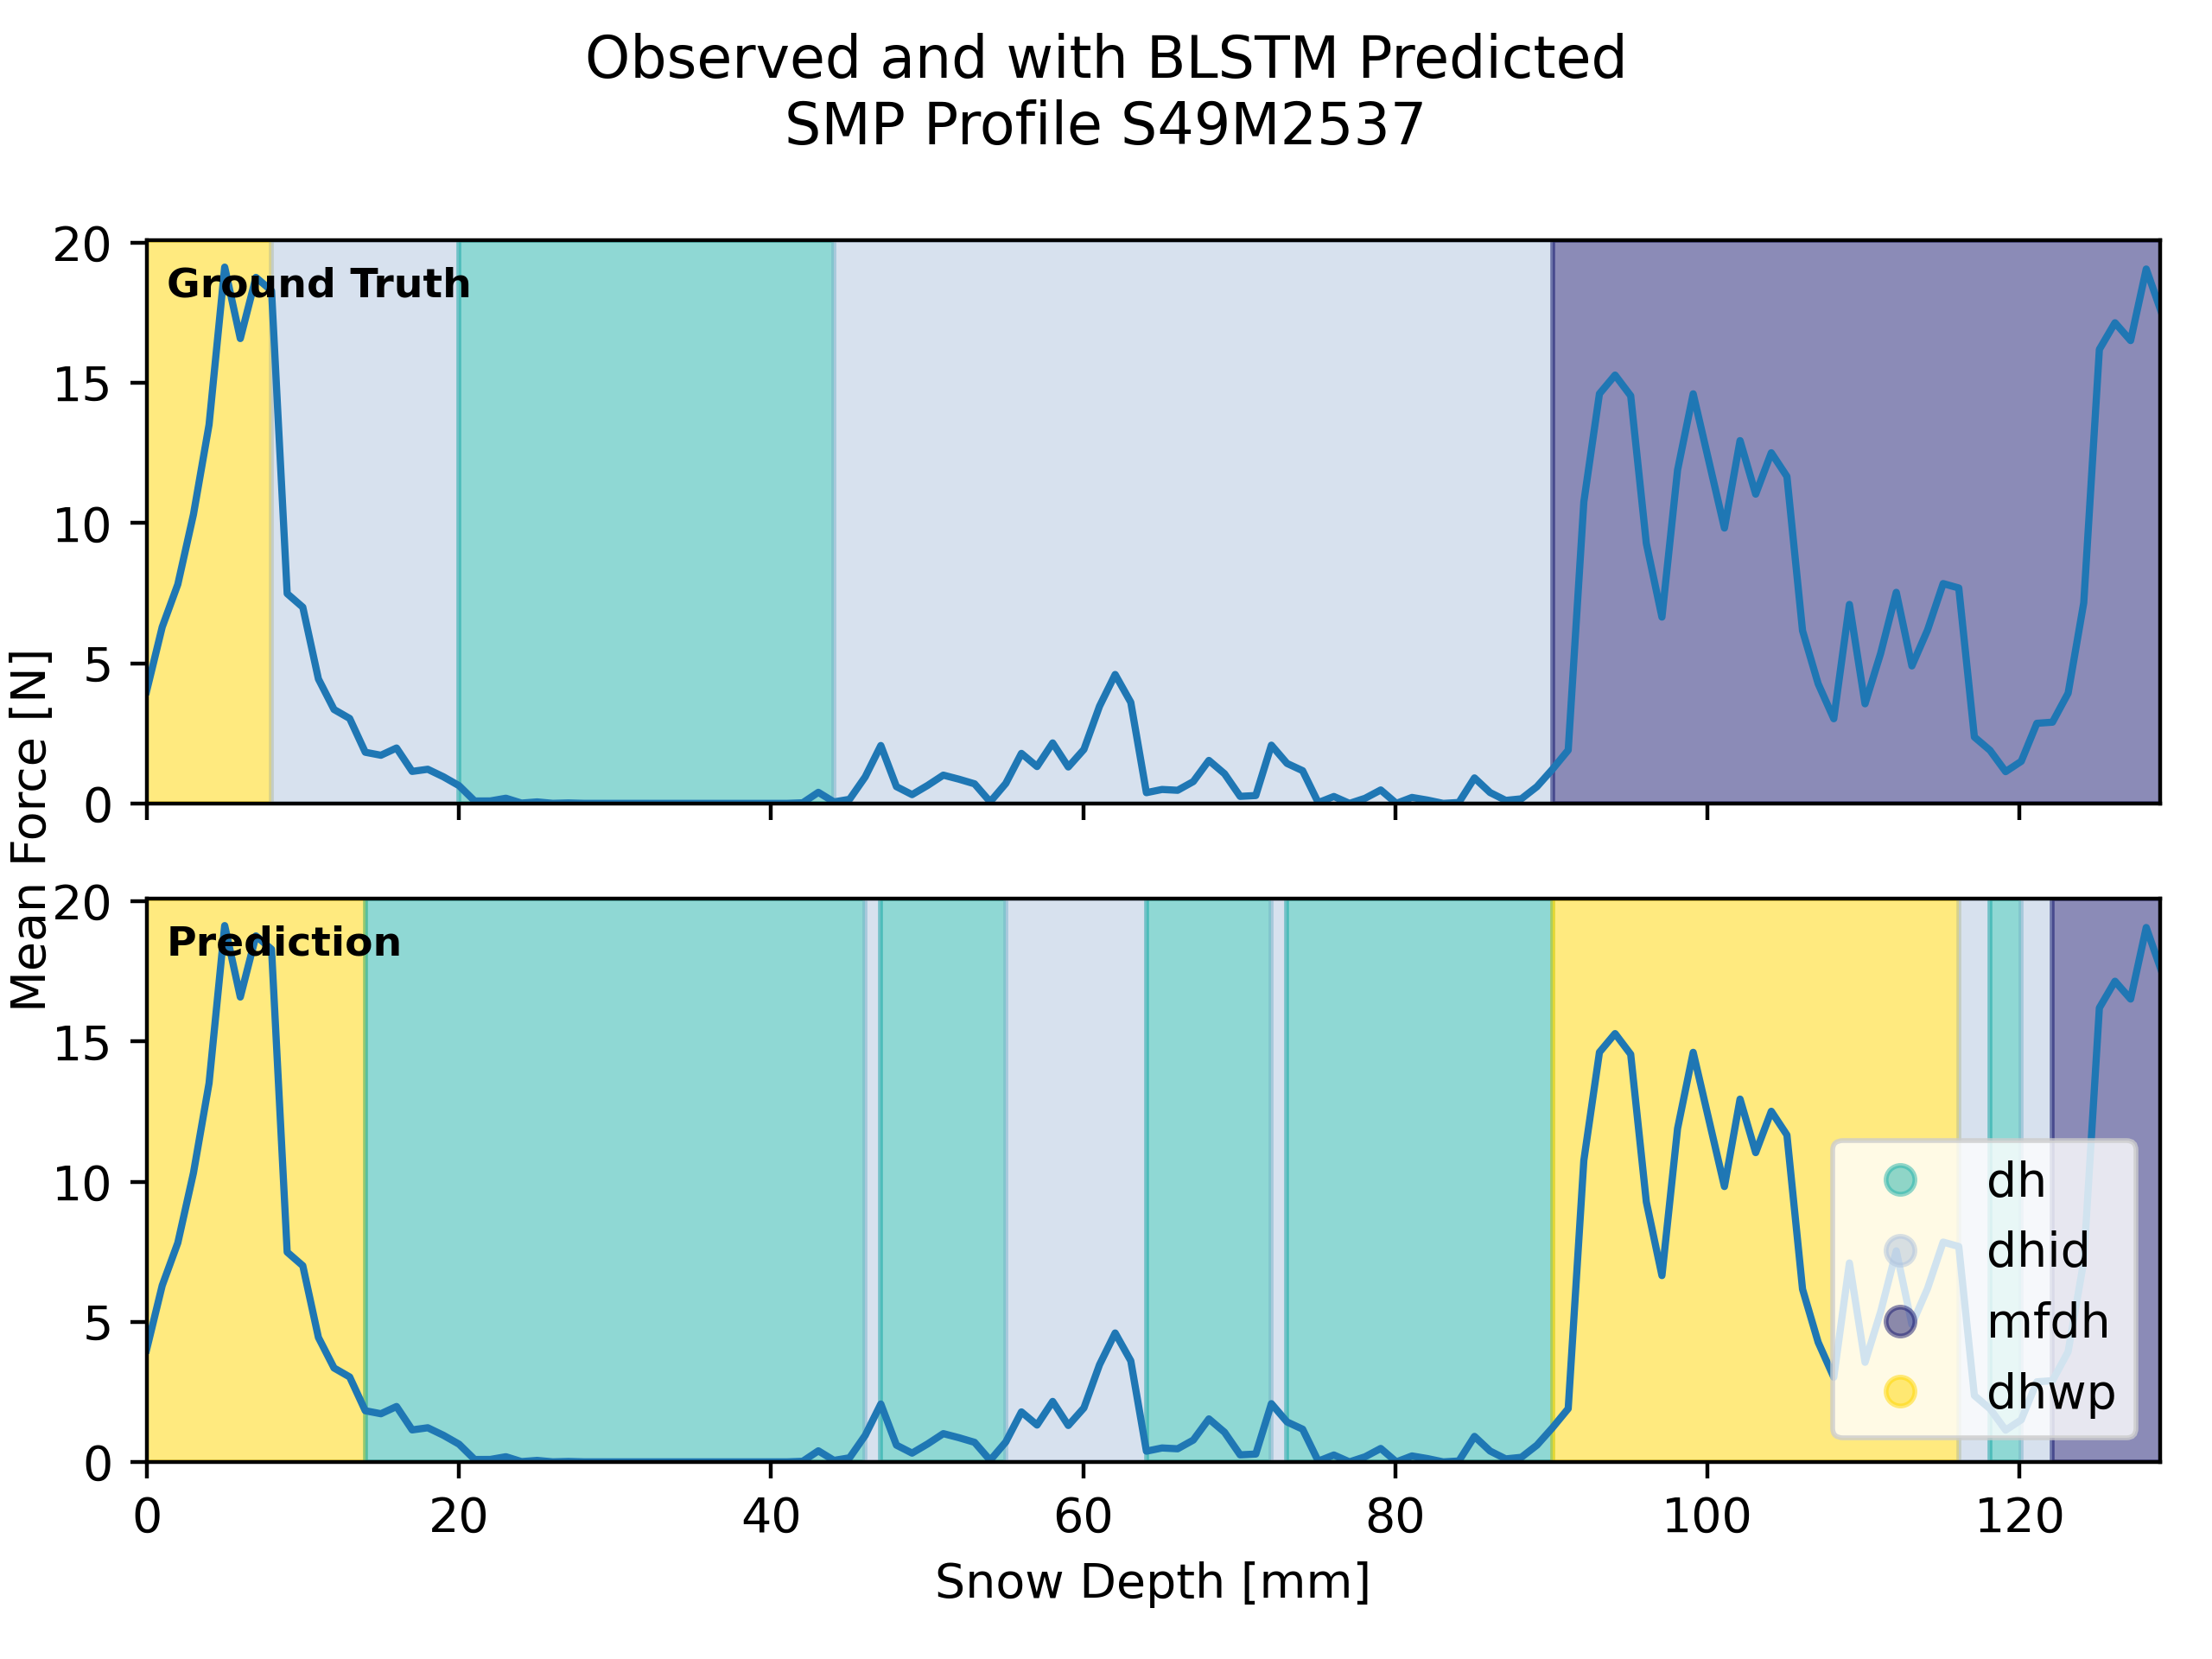 Observed and with BLSTM Predicted
SMP Profile S49M2537
20
Ground Truth
15
10
5
0
Mean Force [N]
20
Prediction
15
10
5
0
dh
dhid
mfdh
dhwp
0 20 40 60 80 100 120
Snow Depth [mm]